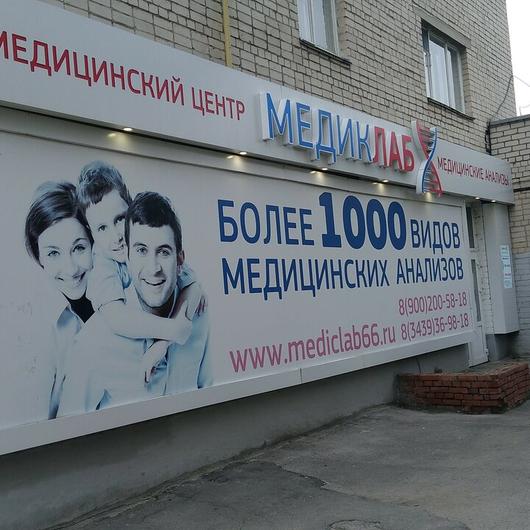 МЕДИЦИНСКИЙ ЦЕНТР
МЕДИКЛАБ
МЕДИЦИНСКИЕ АНАЛИЗЫ
БОЛЕЕ 1000 ВИДОВ
МЕДИЦИНСКИХ АНАЛИЗОВ
8(900)200-58-18
www.mediclab66.ru 8(3439)36-98-18